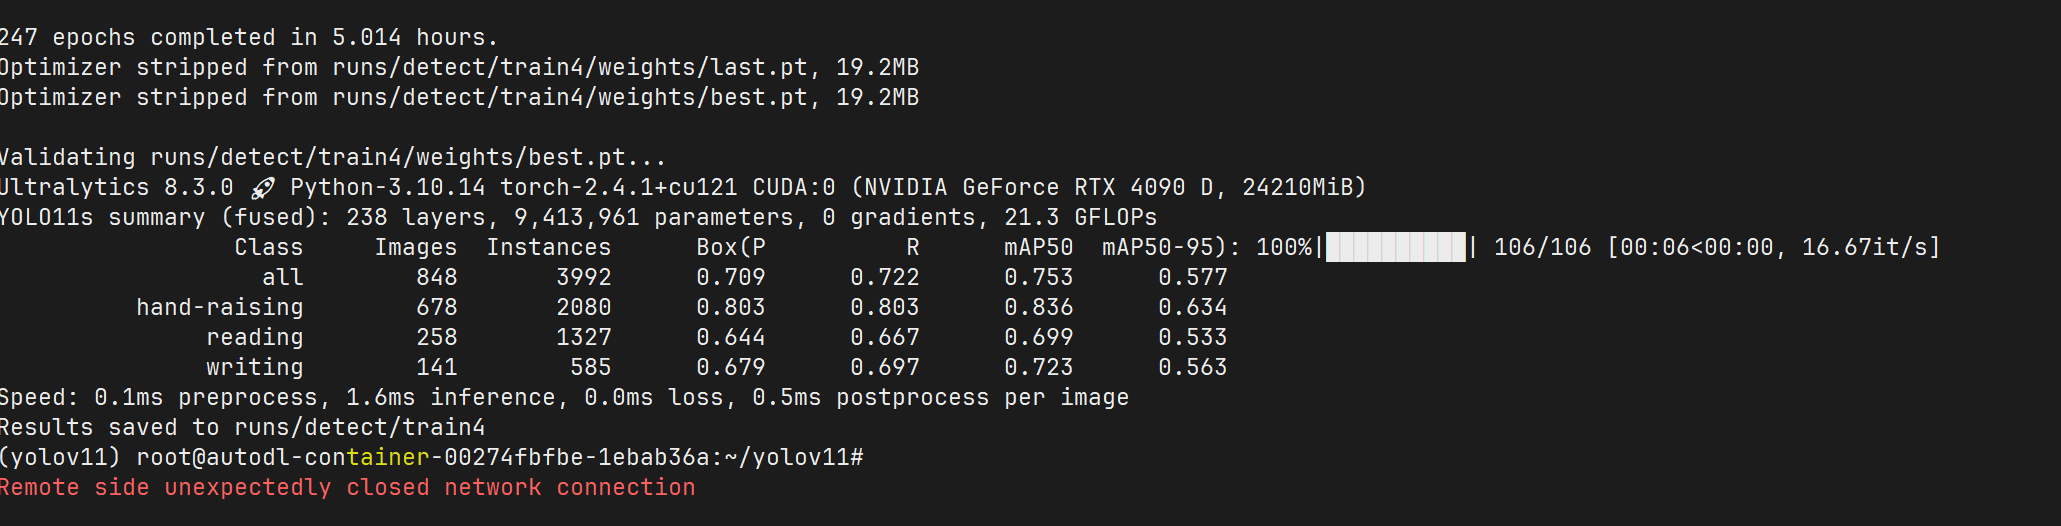 247 epochs completed in 5.014 hours.
Optimizer stripped from runs/detect/train4/weights/last.pt, 19.2MB
Optimizer stripped from runs/detect/train4/weights/best.pt, 19.2MB
Validating runs/detect/train4/weights/best.pt...
Ultralytics 8.3.0 🚀 Python-3.10.14 torch-2.4.1+cu121 CUDA:0 (NVIDIA GeForce RTX 4090 D, 24210MiB)
YOLO11s summary (fused): 238 layers, 9,413,961 parameters, 0 gradients, 21.3 GFLOPs
Class Images Instances Box(P R mAP50 mAP50-95): 100%|██████████| 106/106 [00:06<00:00, 16.67it/s]
all 848 3992 0.709 0.722 0.753 0.577
hand-raising 678 2080 0.803 0.803 0.836 0.634
reading 258 1327 0.644 0.667 0.699 0.533
writing 141 585 0.679 0.697 0.723 0.563
Speed: 0.1ms preprocess, 1.6ms inference, 0.0ms loss, 0.5ms postprocess per image
Results saved to runs/detect/train4
(yolov11) root@autodl-container-00274fbfbe-1ebab36a:~/yolov11#
Remote side unexpectedly closed network connection